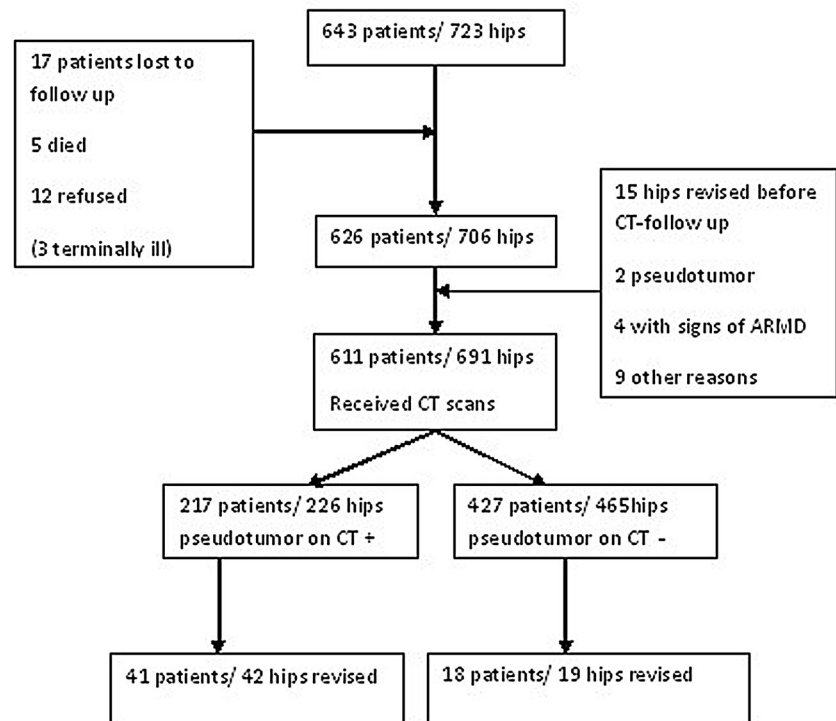 643 patients/ 723 hips
17 patients lost to
follow up
5 died
12 refused
(3 terminally ill)
15 hips revised before
CT-follow up
2 pseudotumor
4 with signs of ARMD
9 other reasons
626 patients/ 706 hips
611 patients/ 691 hips
Received CT scans
217 patients/ 226 hips
pseudotumor on CT +
427 patients/ 465hips
pseudotumor on CT -
41 patients/ 42 hips revised
18 patients/ 19 hips revised